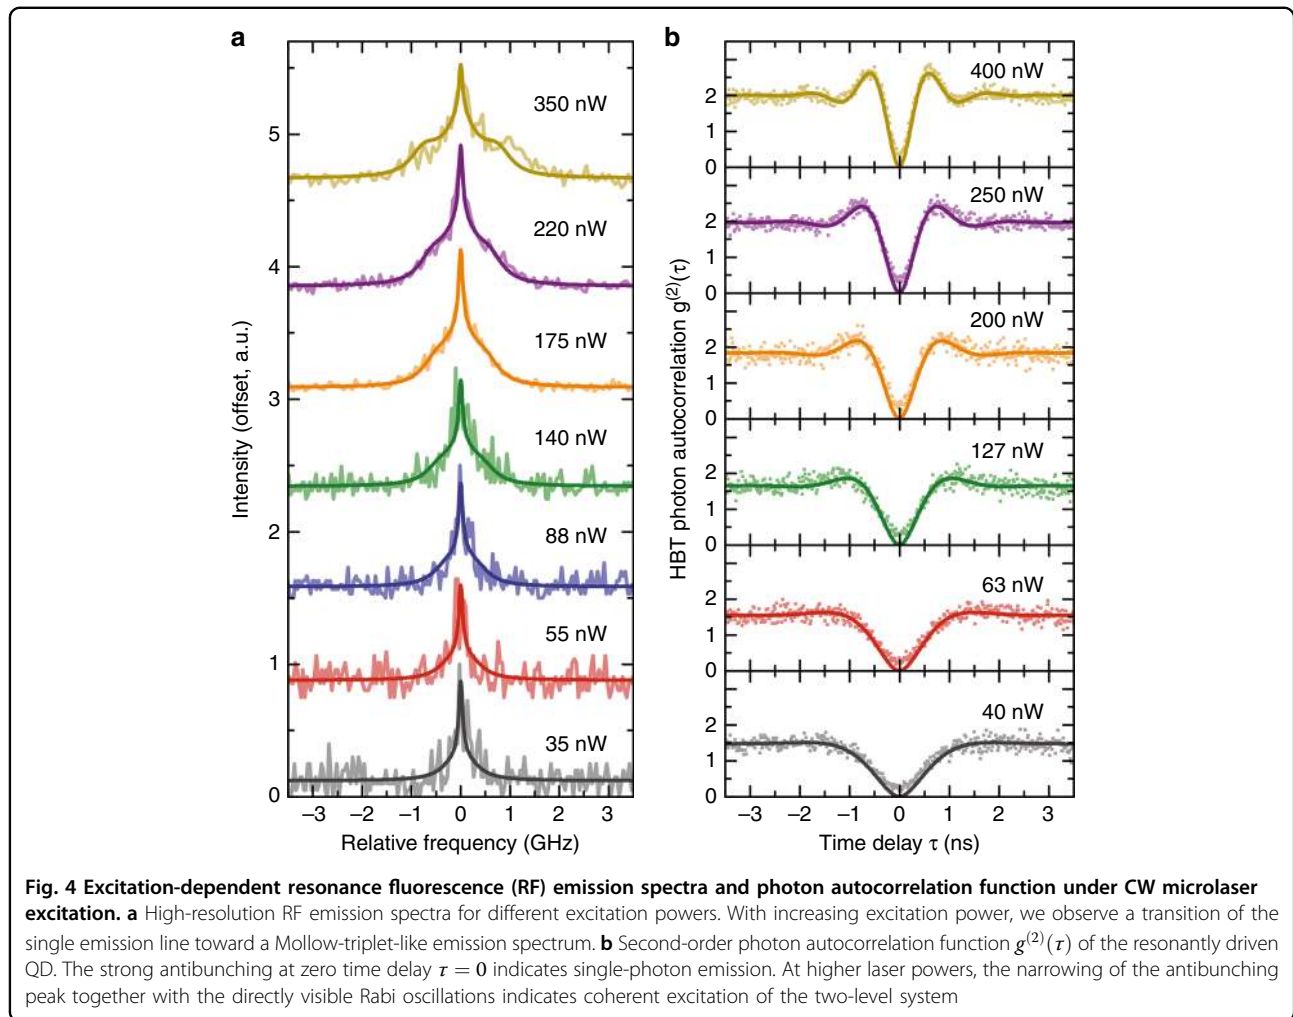 a
b
350 nW
220 nW
175 nW
140 nW
88 nW
55 nW
35 nW
5
4
3
2
1
0
Intensity (offset, a.u.)
–3 –2 –1 0 1 2 3
Relative frequency (GHz)
400 nW
2
1
0
250 nW
2
1
0
200 nW
2
1
0
127 nW
2
1
0
63 nW
2
1
0
40 nW
2
1
0
HBT photon autocorrelation g⁽²⁾(τ)
–3 –2 –1 0 1 2 3
Time delay τ (ns)
Fig. 4 Excitation-dependent resonance fluorescence (RF) emission spectra and photon autocorrelation function under CW microlaser
excitation. a High-resolution RF emission spectra for different excitation powers. With increasing excitation power, we observe a transition of the
single emission line toward a Mollow-triplet-like emission spectrum. b Second-order photon autocorrelation function g⁽²⁾(τ) of the resonantly driven
QD. The strong antibunching at zero time delay τ = 0 indicates single-photon emission. At higher laser powers, the narrowing of the antibunching
peak together with the directly visible Rabi oscillations indicates coherent excitation of the two-level system